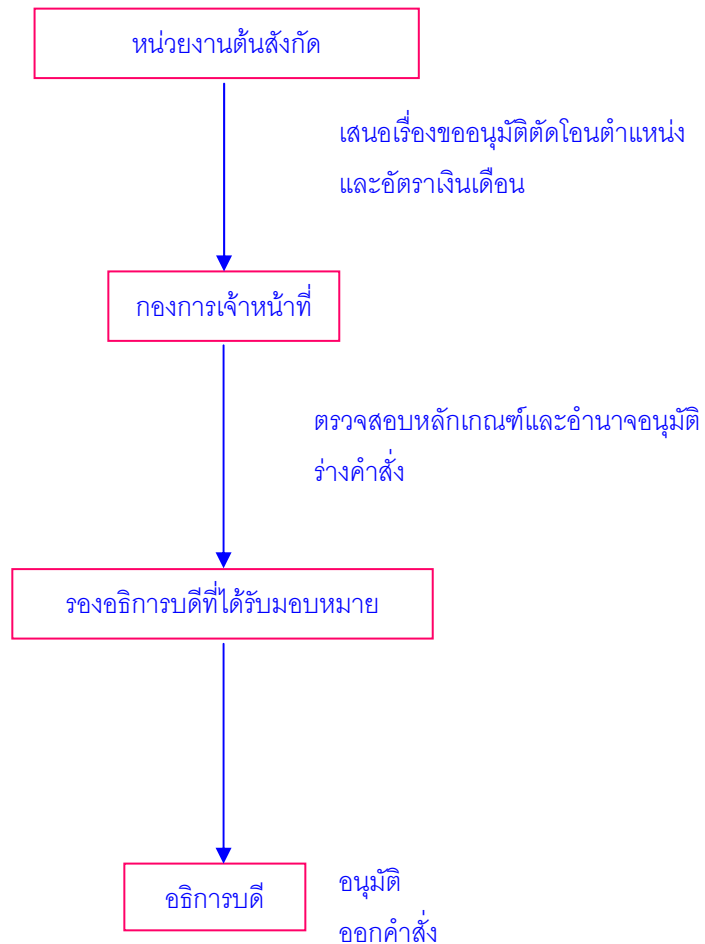 หน่วยงานต้นสังกัด
เสนอเรื่องขออนุมัติตัดโอนตำแหน่ง
และอัตราเงินเดือน
กองการเจ้าหน้าที่
ตรวจสอบหลักเกณฑ์และอำนาจอนุมัติ
ร่างคำสั่ง
รองอธิการบดีที่ได้รับมอบหมาย
อธิการบดี
อนุมัติ
ออกคำสั่ง